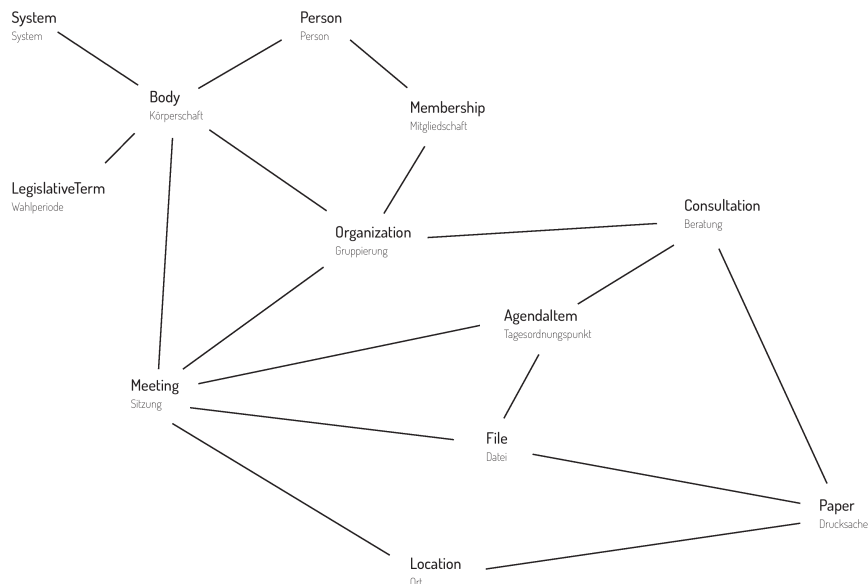 System
System
Person
Person
Body
Körperschaft
Membership
Mitgliedschaft
LegislativeTerm
Wahlperiode
Consultation
Beratung
Organization
Gruppierung
AgendaItem
Tagesordnungspunkt
Meeting
Sitzung
File
Datei
Paper
Drucksache
Location
Ort